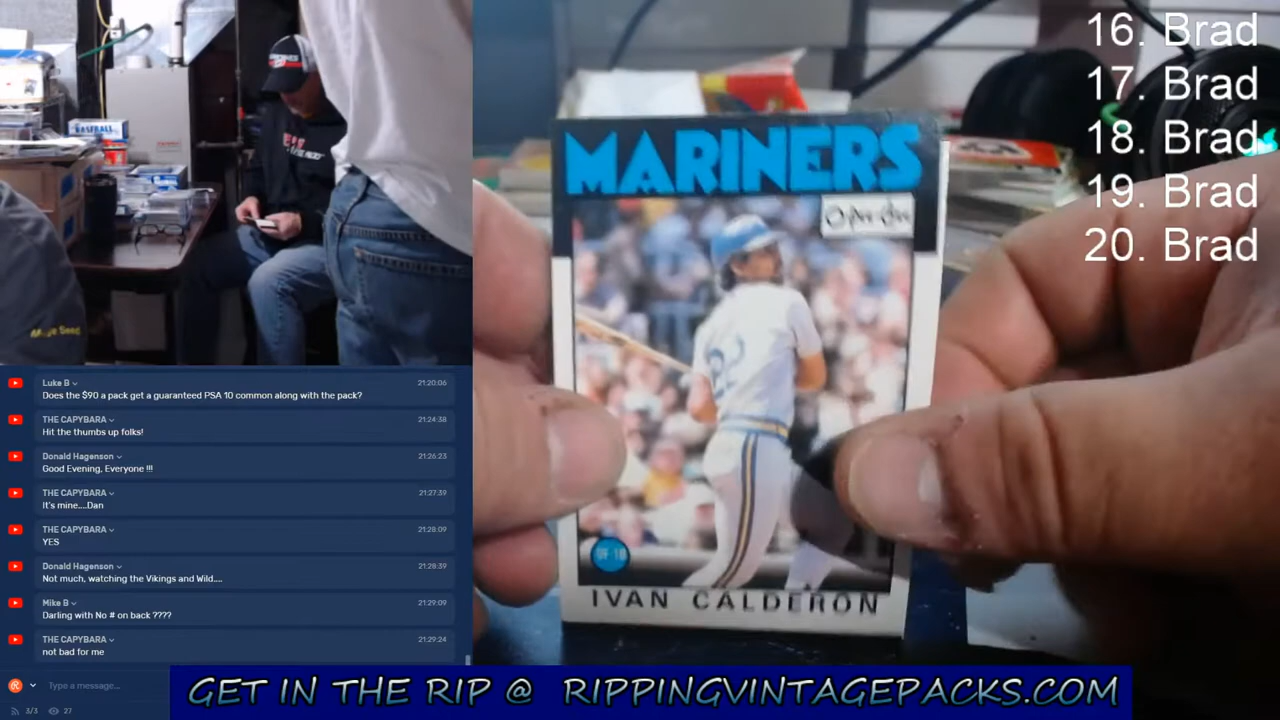 16. Brad
17. Brad
18. Brad
19. Brad
20. Brad
BASEBALL
MARINERS
IVAN CALDERON
Luke B
21:20:06
Does the $90 a pack get a guaranteed PSA 10 common along with the pack?
THE CAPYBARA
21:24:38
Hit the thumbs up folks!
Donald Hagenson
21:26:23
Good Evening, Everyone !!!
THE CAPYBARA
21:27:39
It's mine....Dan
THE CAPYBARA
21:28:09
YES
Donald Hagenson
21:28:39
Not much, watching the Vikings and Wild....
Mike B
21:29:09
Darling with No # on back ????
THE CAPYBARA
21:29:24
not bad for me
Type a message...
3/3
27
GET IN THE RIP @ RIPPINGVINTAGEPACKS.COM